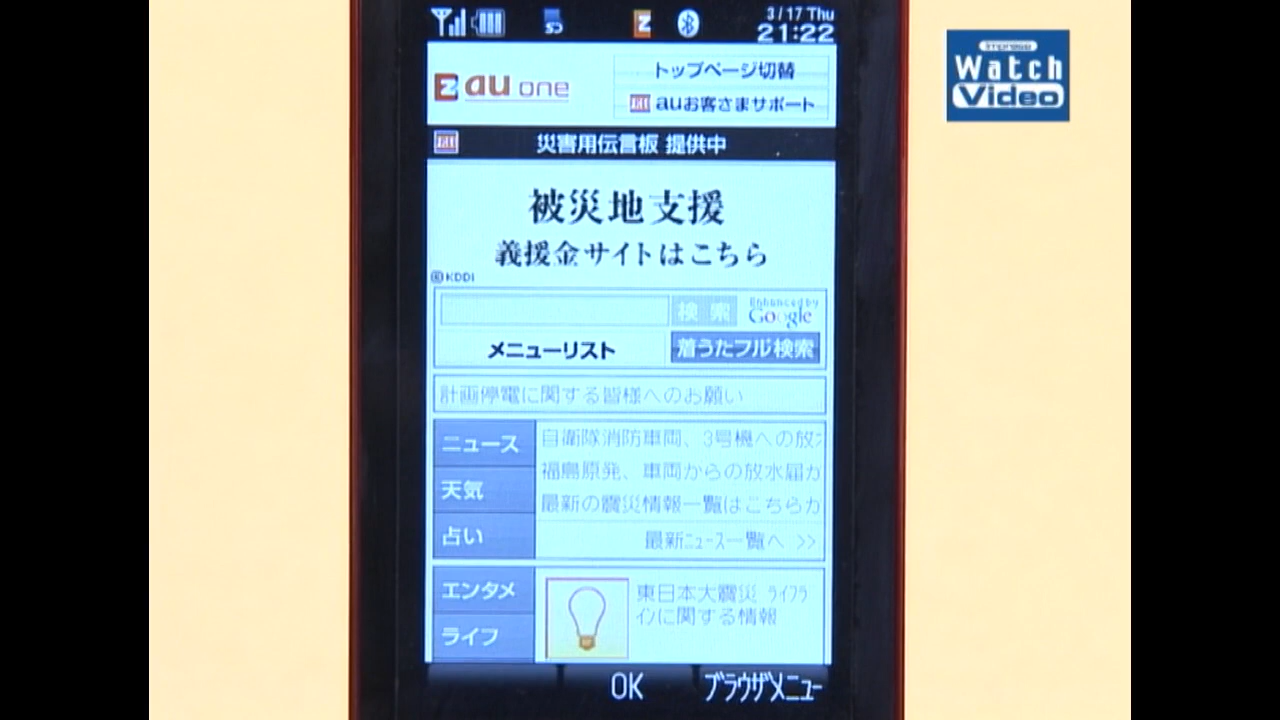 3/17 Thu
21:22
impress
Watch
Video
au one
トップページ切替
auお客さまサポート
災害用伝言板 提供中
被災地支援
義援金サイトはこちら
©KDDI
検索
Enhanced by
Google
メニューリスト
着うたフル検索
計画停電に関する皆様へのお願い
ニュース
自衛隊消防車両、3号機への放
福島原発、車両からの放水届か
天気
最新の震災情報一覧はこちらか
占い
最新ﾆｭｰｽ一覧へ >>
エンタメ
東日本大震災 ﾗｲﾌﾗ
ｲﾝに関する情報
ライフ
OK
ﾌﾞﾗｳｻﾞﾒﾆｭｰ